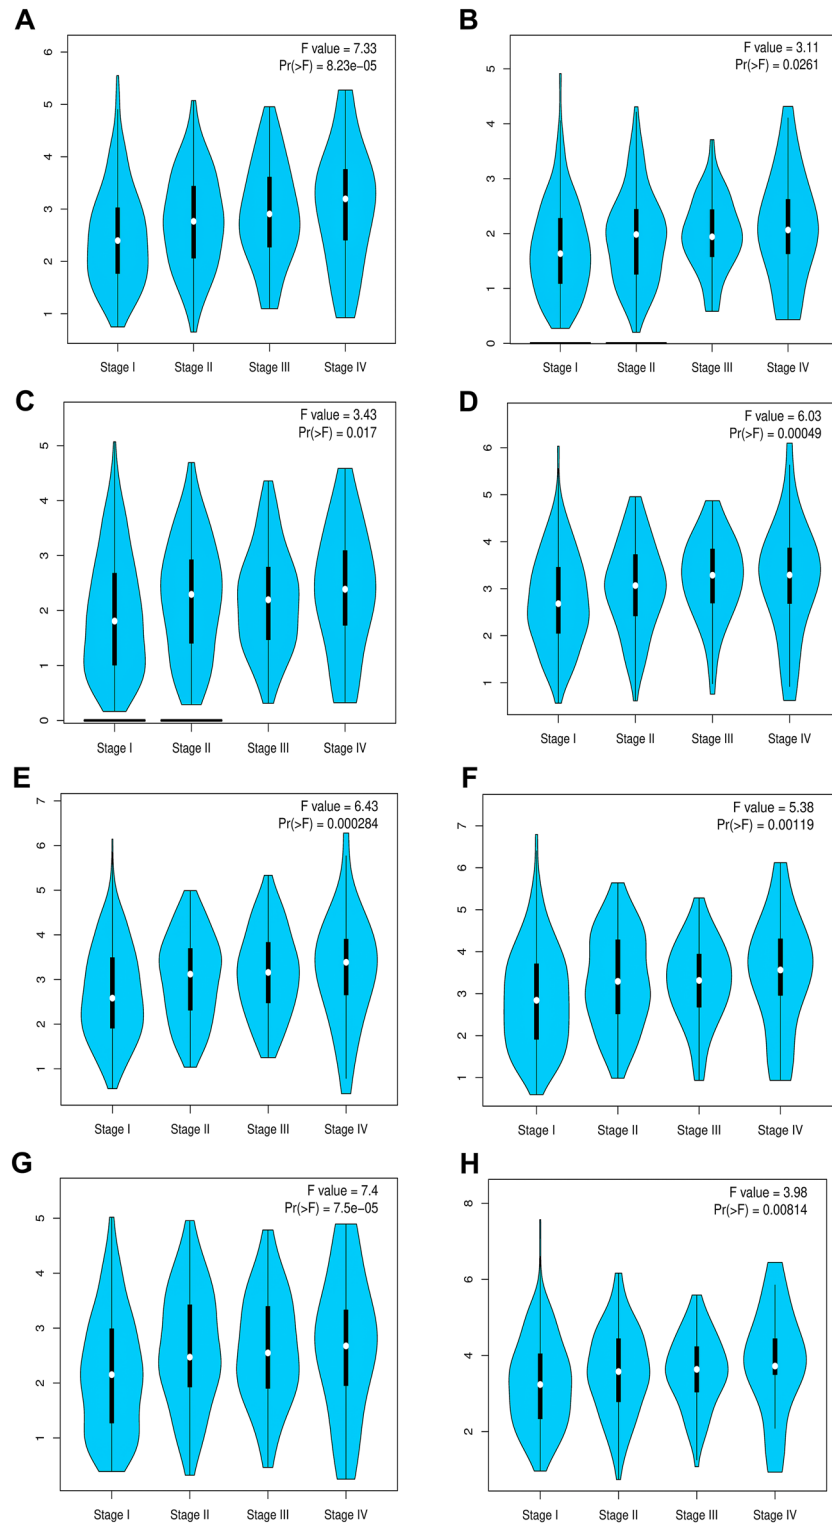 A
F value = 7.33
Pr(>F) = 8.23e−05
6
5
4
3
2
1
Stage I Stage II Stage III Stage IV
B
F value = 3.11
Pr(>F) = 0.0261
5
4
3
2
1
0
Stage I Stage II Stage III Stage IV
C
F value = 3.43
Pr(>F) = 0.017
5
4
3
2
1
0
Stage I Stage II Stage III Stage IV
D
F value = 6.03
Pr(>F) = 0.00049
6
5
4
3
2
1
Stage I Stage II Stage III Stage IV
E
F value = 6.43
Pr(>F) = 0.000284
7
6
5
4
3
2
1
Stage I Stage II Stage III Stage IV
F
F value = 5.38
Pr(>F) = 0.00119
7
6
5
4
3
2
1
Stage I Stage II Stage III Stage IV
G
F value = 7.4
Pr(>F) = 7.5e−05
5
4
3
2
1
Stage I Stage II Stage III Stage IV
H
F value = 3.98
Pr(>F) = 0.00814
8
6
4
2
Stage I Stage II Stage III Stage IV